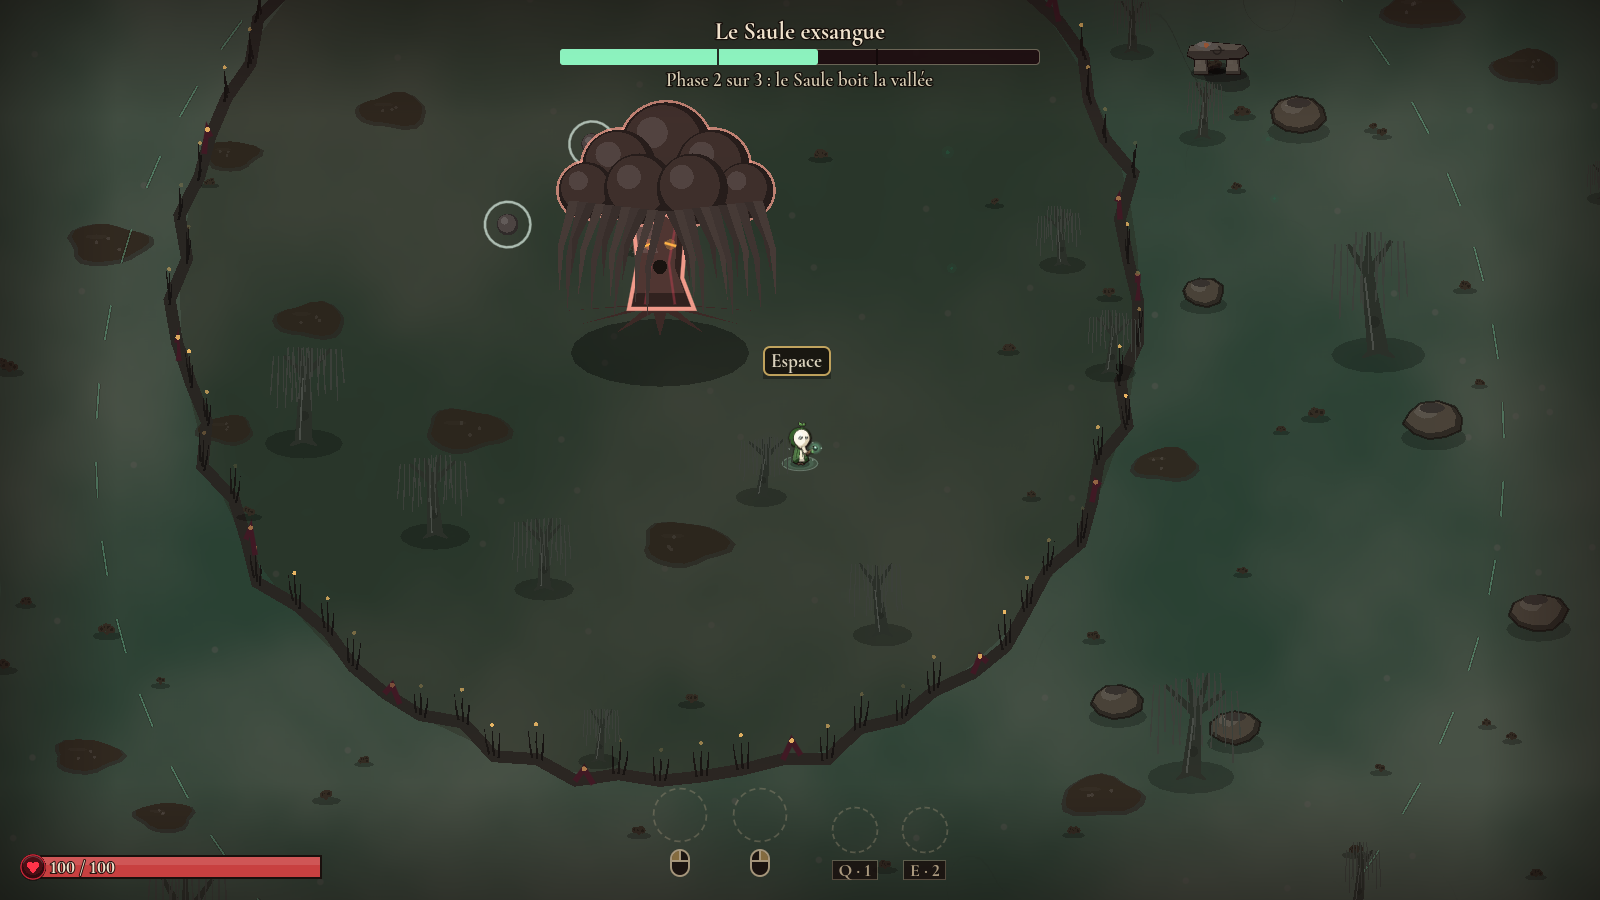 Le Saule exsangue
Phase 2 sur 3 : le Saule boit la vallée
Espace
100 / 100
Q · 1
E · 2